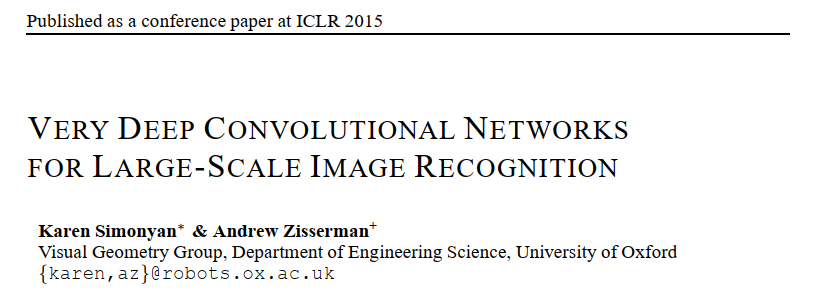 Published as a conference paper at ICLR 2015
VERY DEEP CONVOLUTIONAL NETWORKS
FOR LARGE-SCALE IMAGE RECOGNITION
Karen Simonyan* & Andrew Zisserman+
Visual Geometry Group, Department of Engineering Science, University of Oxford
{karen,az}@robots.ox.ac.uk